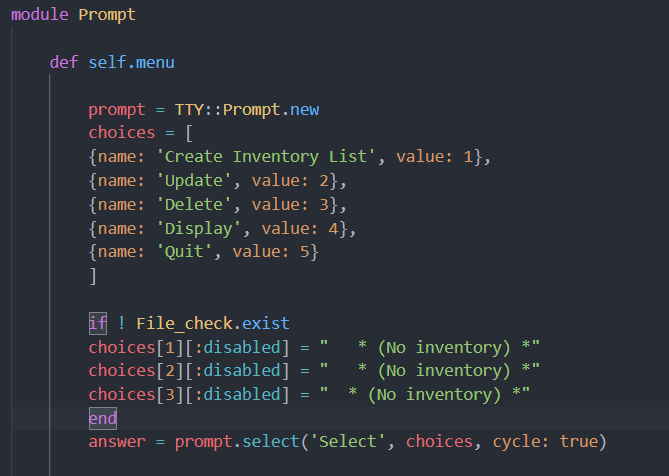 module Prompt
def self.menu
prompt = TTY::Prompt.new
choices = [
{name: 'Create Inventory List', value: 1},
{name: 'Update', value: 2},
{name: 'Delete', value: 3},
{name: 'Display', value: 4},
{name: 'Quit', value: 5}
]
if ! File_check.exist
choices[1][:disabled] = "   * (No inventory) *"
choices[2][:disabled] = "   * (No inventory) *"
choices[3][:disabled] = "  * (No inventory) *"
end
answer = prompt.select('Select', choices, cycle: true)